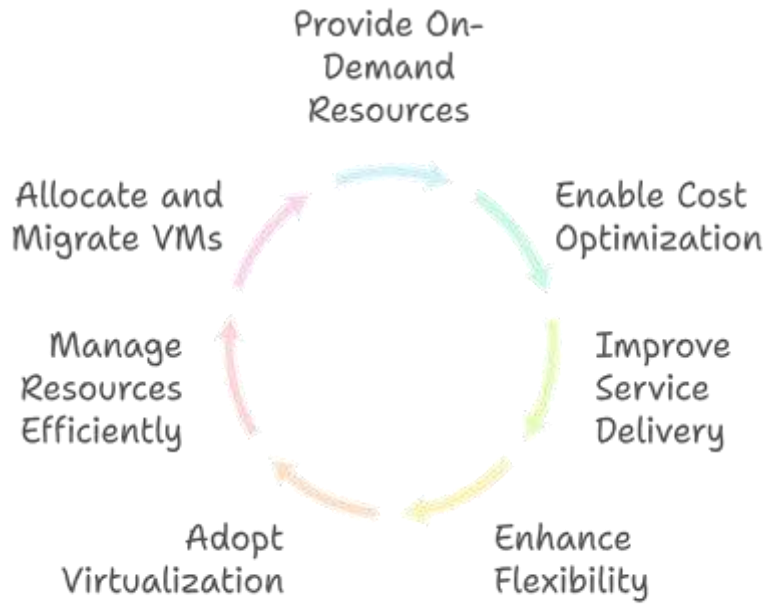 Provide On-
Demand
Resources
Enable Cost
Optimization
Improve
Service
Delivery
Enhance
Flexibility
Adopt
Virtualization
Manage
Resources
Efficiently
Allocate and
Migrate VMs